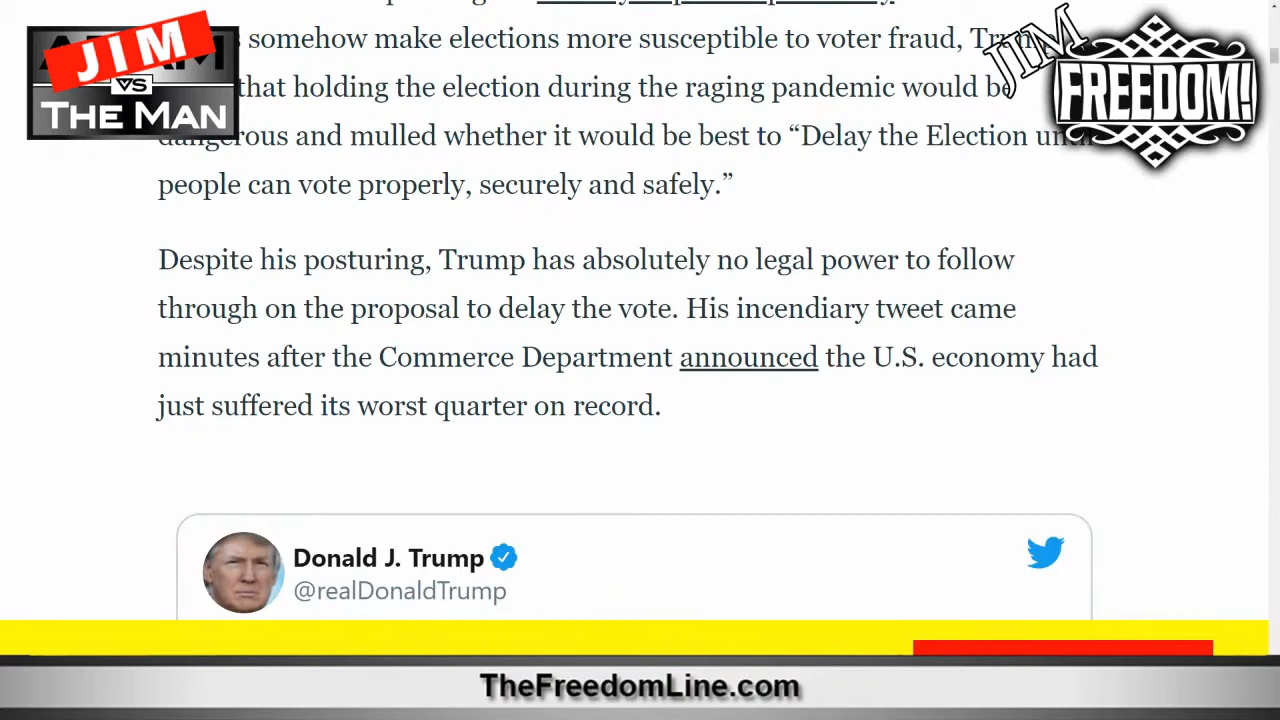 JIM
VS
THE MAN
JIM
FREEDOM!
somehow make elections more susceptible to voter fraud,
that holding the election during the raging pandemic would be
dangerous and mulled whether it would be best to “Delay the Election until
people can vote properly, securely and safely.”
Despite his posturing, Trump has absolutely no legal power to follow
through on the proposal to delay the vote. His incendiary tweet came
minutes after the Commerce Department announced the U.S. economy had
just suffered its worst quarter on record.
Donald J. Trump
@realDonaldTrump
TheFreedomLine.com